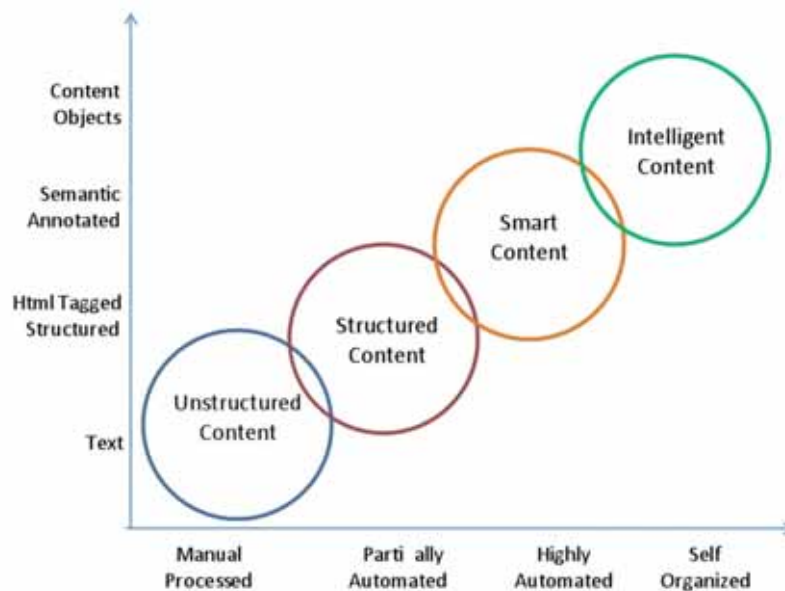 Content
Objects
Semantic
Annotated
Html Tagged
Structured
Text
Intelligent
Content
Smart
Content
Structured
Content
Unstructured
Content
Manual
Processed
Parti ally
Automated
Highly
Automated
Self
Organized